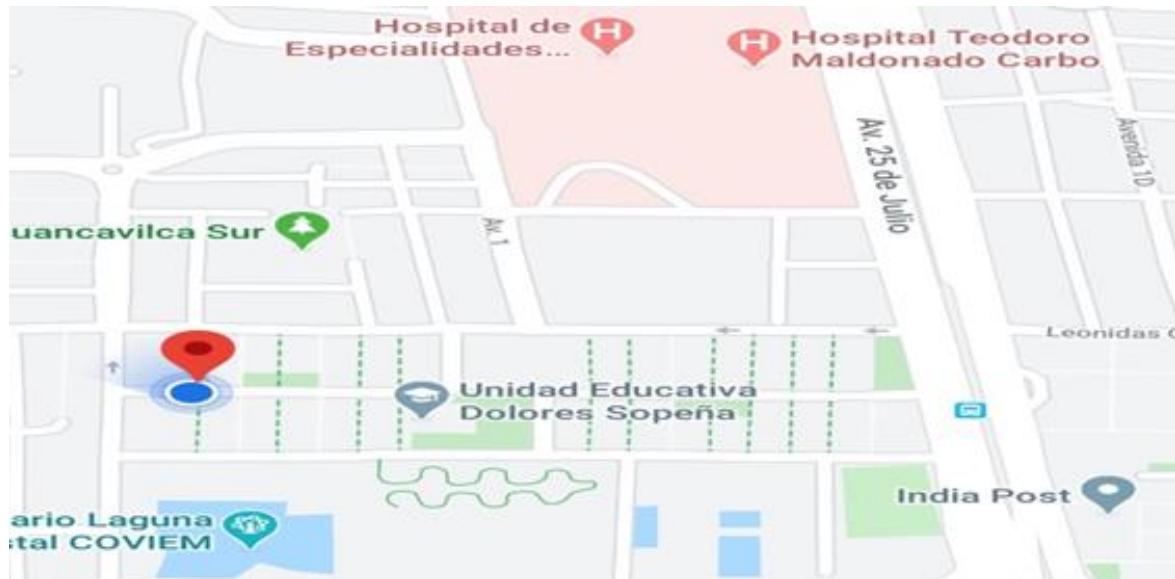 Hospital de
Especialidades...
Hospital Teodoro
Maldonado Carbo
Avenida 1D
Av. 25 de Julio
uancavilca Sur
Av. 1
Leonidas
Unidad Educativa
Dolores Sopeña
India Post
ario Laguna
stal COVIEM
H
H